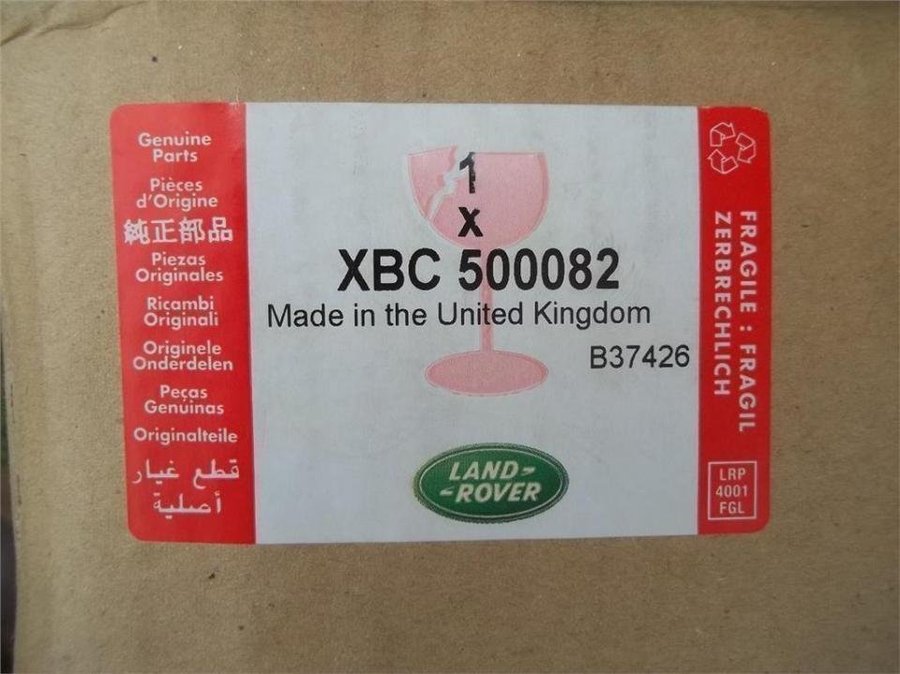 Genuine
Parts
Pièces
d'Origine
純正部品
Piezas
Originales
Ricambi
Originali
Originele
Onderdelen
Peças
Genuinas
Originalteile
قطع غيار
أصلية
1
x
XBC 500082
Made in the United Kingdom
B37426
LAND-
-ROVER
FRAGILE : FRAGIL
ZERBRECHLICH
LRP
4001
FGL